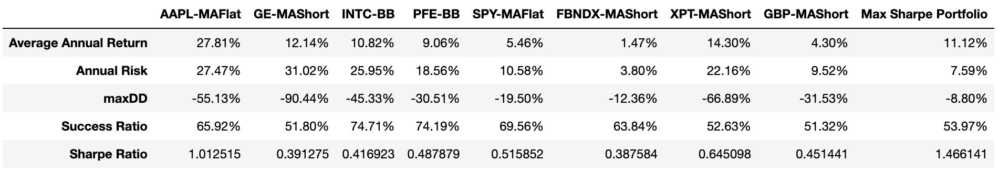 AAPL-MAFlat GE-MAShort INTC-BB PFE-BB SPY-MAFlat FBNDX-MAShort XPT-MAShort GBP-MAShort Max Sharpe Portfolio
Average Annual Return 27.81% 12.14% 10.82% 9.06% 5.46% 1.47% 14.30% 4.30% 11.12%
Annual Risk 27.47% 31.02% 25.95% 18.56% 10.58% 3.80% 22.16% 9.52% 7.59%
maxDD -55.13% -90.44% -45.33% -30.51% -19.50% -12.36% -66.89% -31.53% -8.80%
Success Ratio 65.92% 51.80% 74.71% 74.19% 69.56% 63.84% 52.63% 51.32% 53.97%
Sharpe Ratio 1.012515 0.391275 0.416923 0.487879 0.515852 0.387584 0.645098 0.451441 1.466141